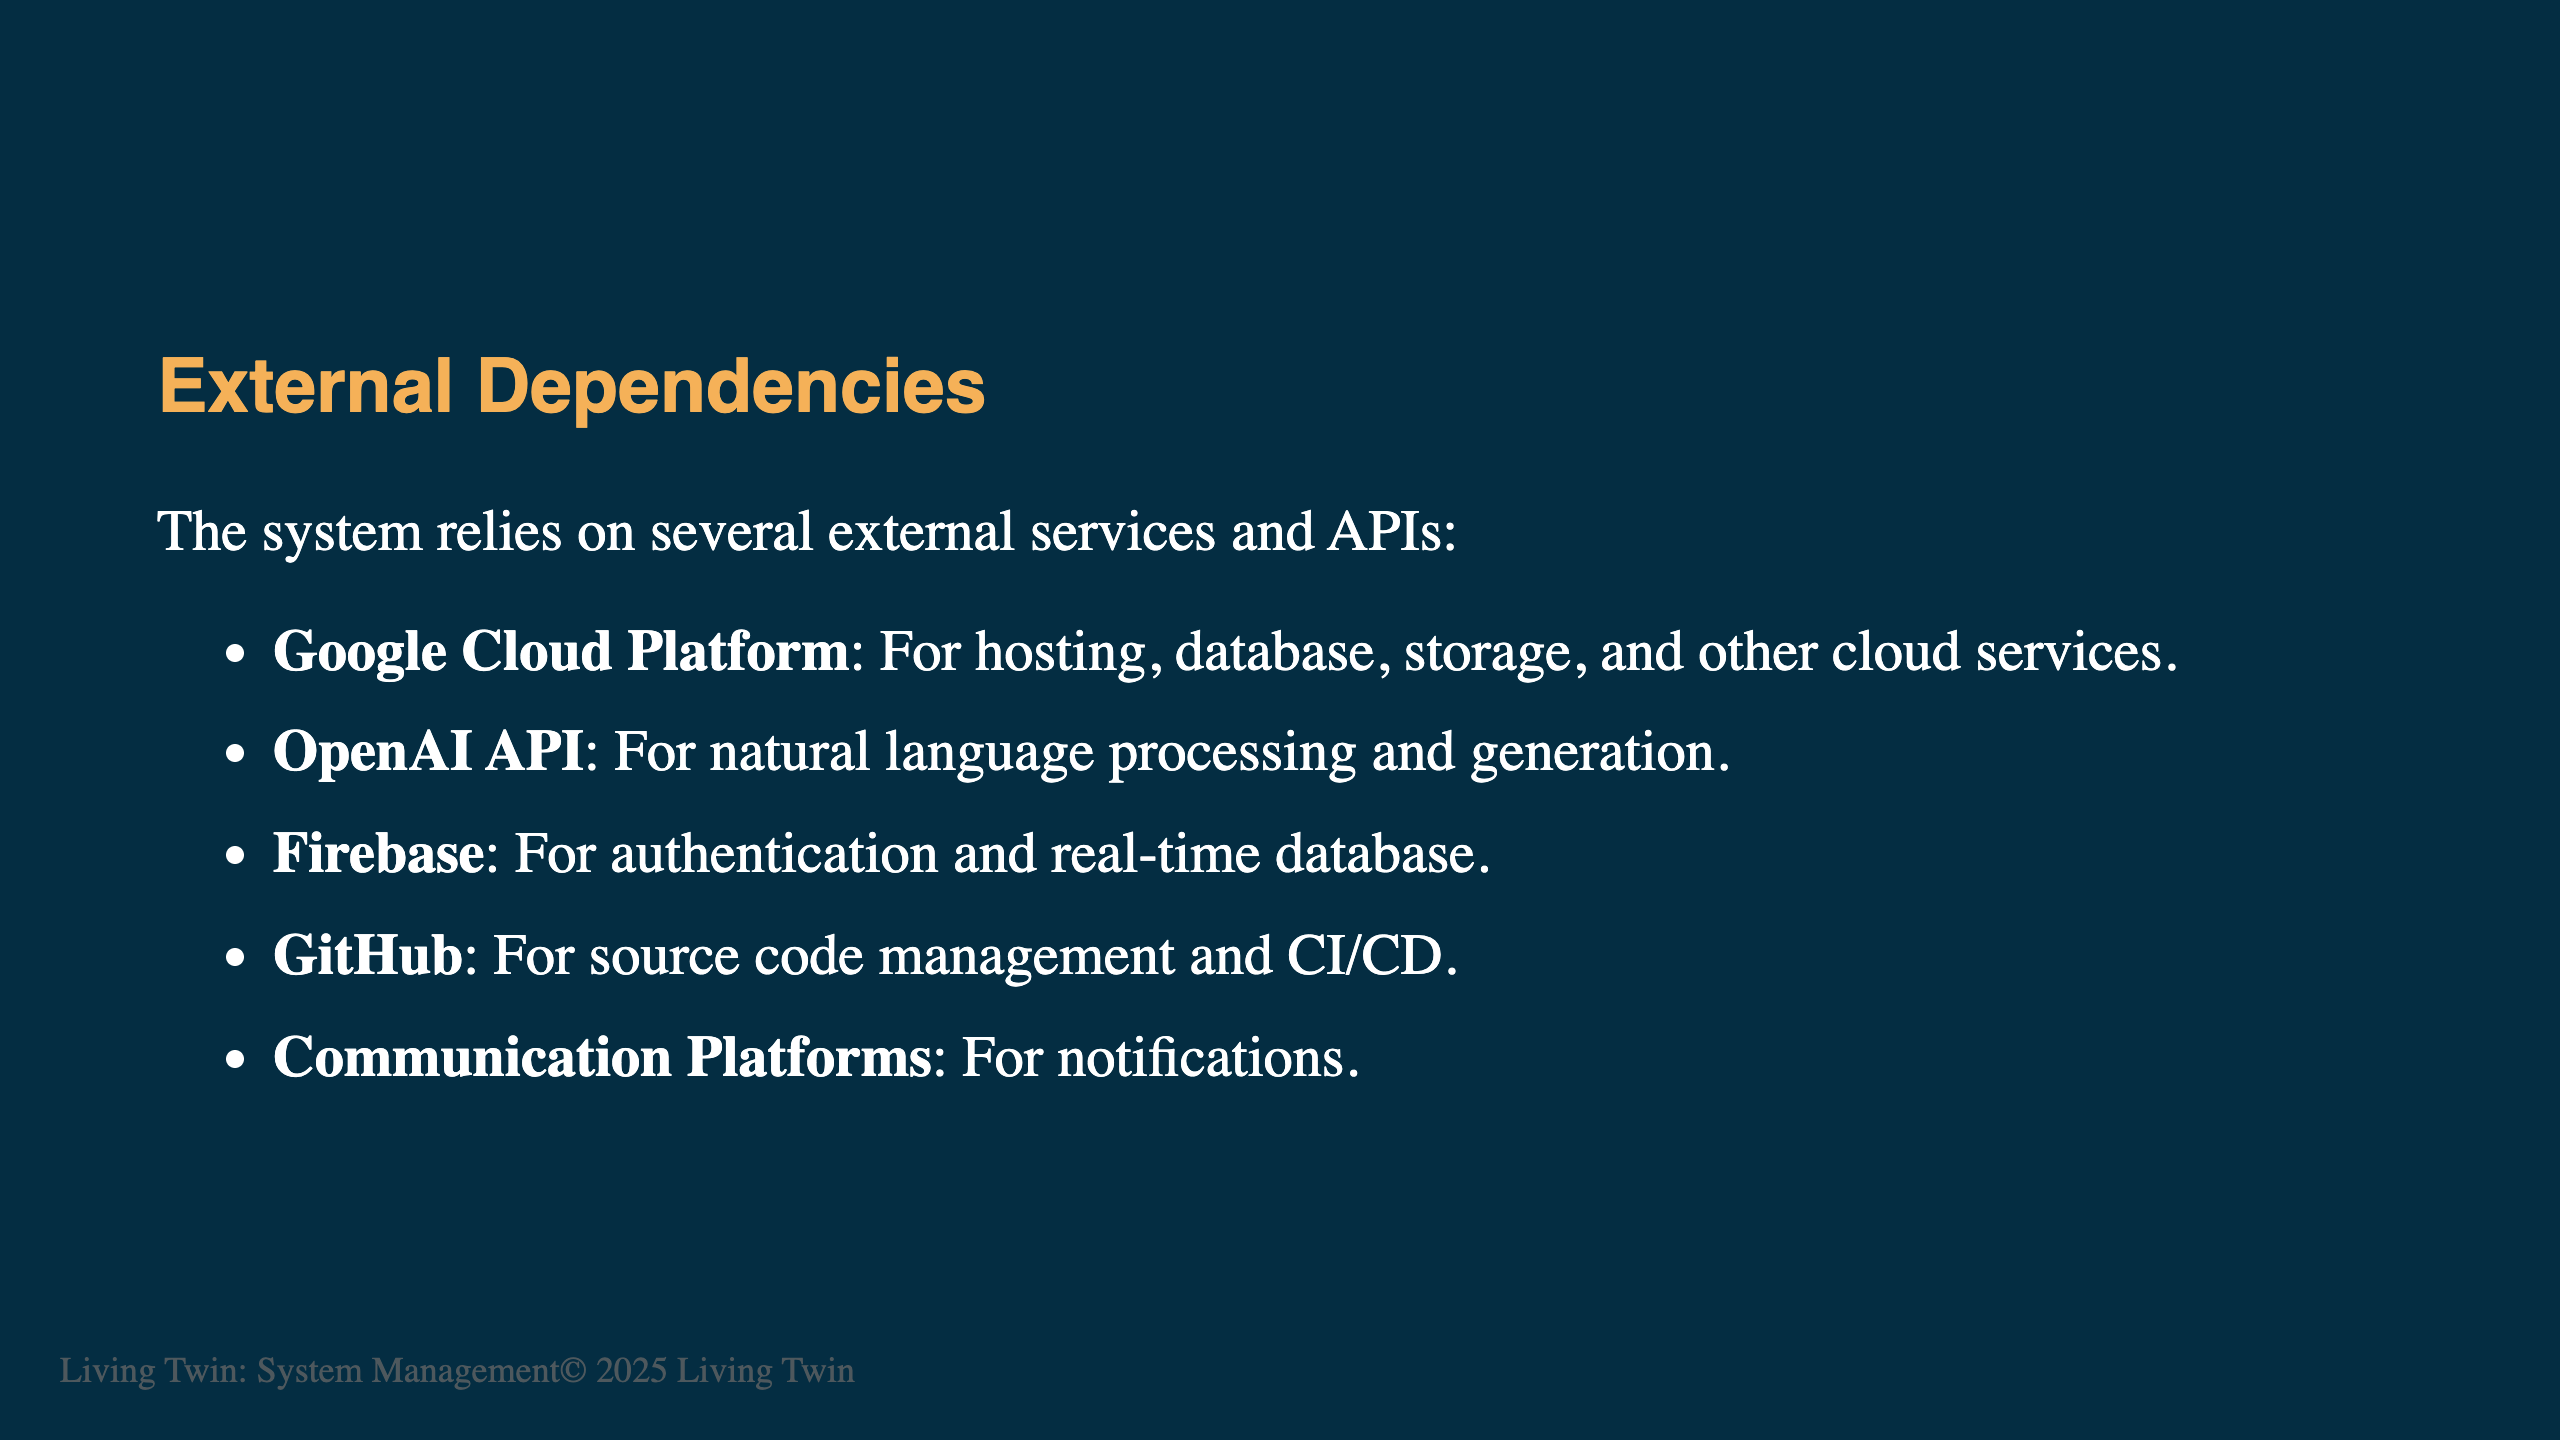 External Dependencies
The system relies on several external services and APIs:
• Google Cloud Platform: For hosting, database, storage, and other cloud services.
• OpenAI API: For natural language processing and generation.
• Firebase: For authentication and real-time database.
• GitHub: For source code management and CI/CD.
• Communication Platforms: For notifications.
Living Twin: System Management© 2025 Living Twin